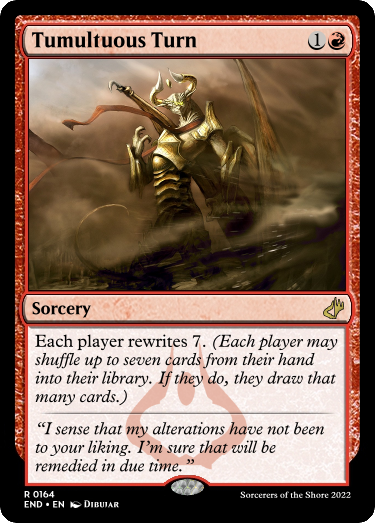 Tumultuous Turn 1
Sorcery
Each player rewrites 7. (Each player may
shuffle up to seven cards from their hand
into their library. If they do, they draw that
many cards.)
“I sense that my alterations have not been
to your liking. I’m sure that will be
remedied in due time.”
R 0164
END • EN DIBUJAR
Sorcerers of the Shore 2022